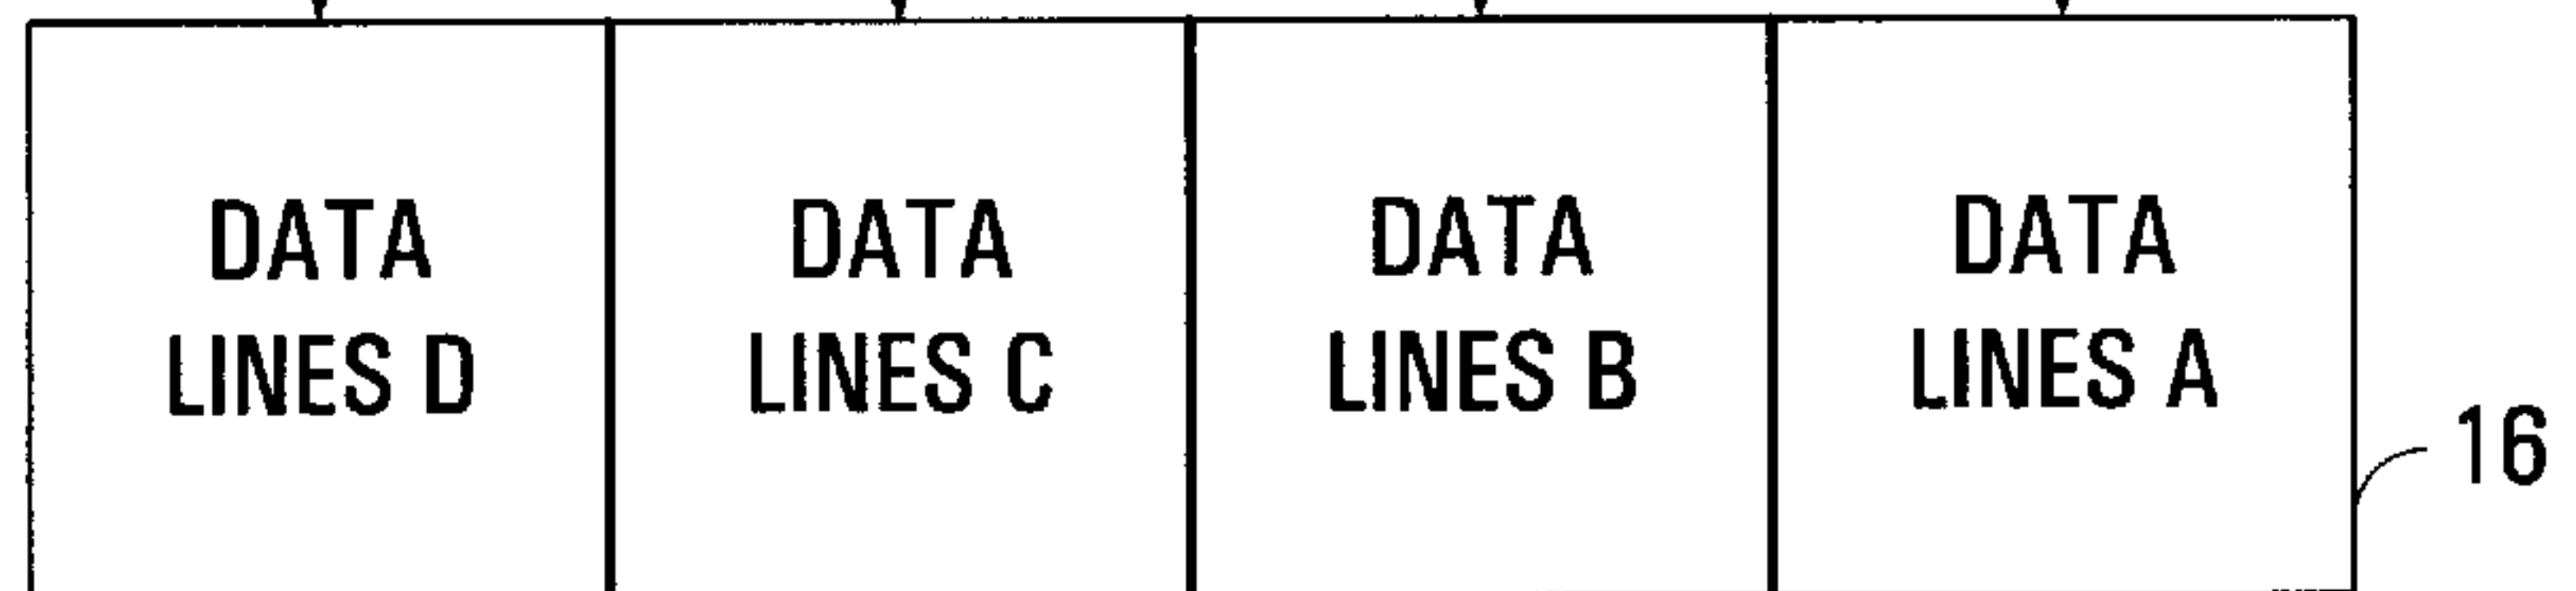 DATA
LINES D
DATA
LINES C
DATA
LINES B
DATA
LINES A
16